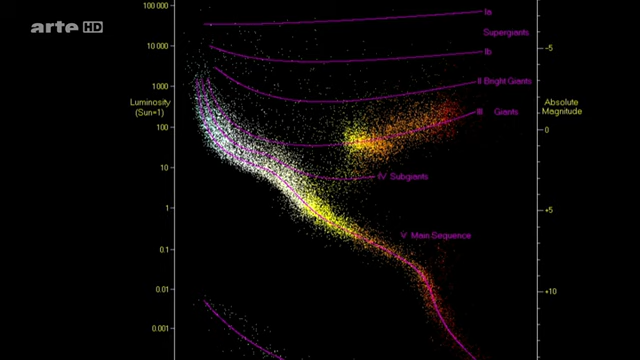 arte HD
100 000
10 000
1000
100
10
1
0.1
0.01
0.001
Luminosity
(Sun=1)
Ia
Supergiants
Ib
II Bright Giants
III Giants
IV Subgiants
V Main Sequence
Absolute
Magnitude
−5
0
+5
+10